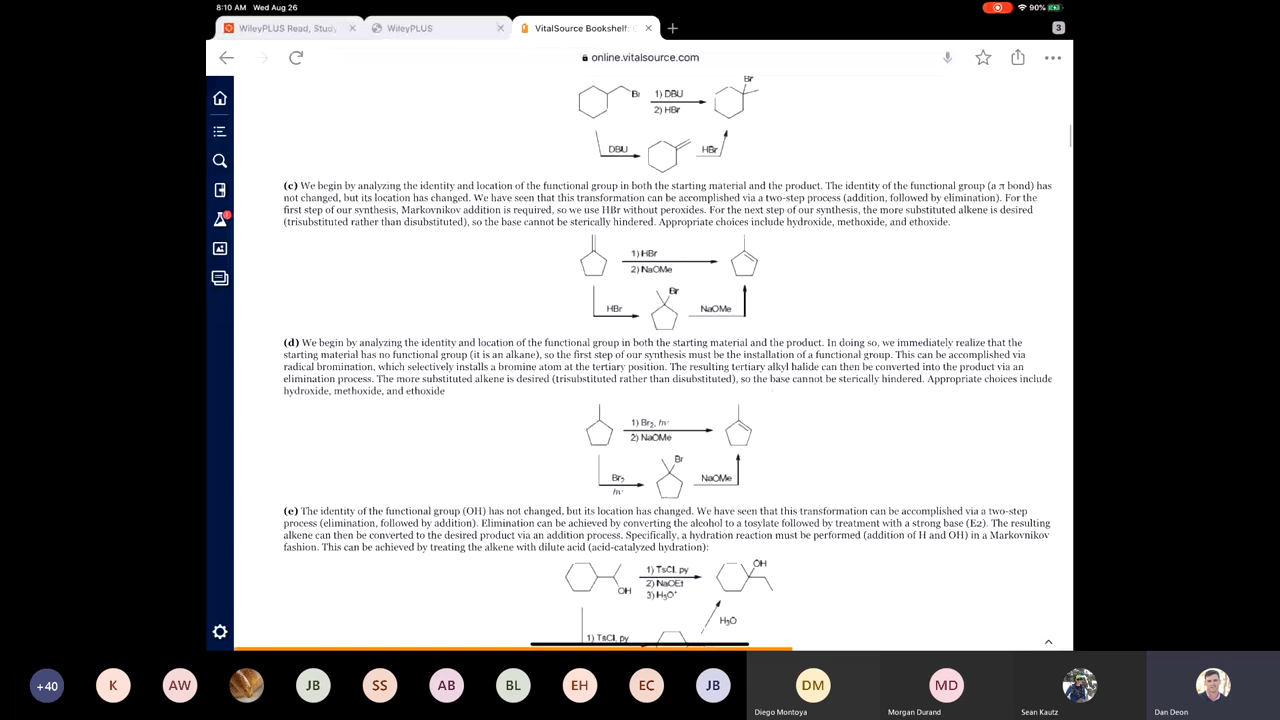 8:10 AM Wed Aug 26
90%
WileyPLUS Read, Study
WileyPLUS
VitalSource Bookshelf:
3
online.vitalsource.com
Br
Br
1) DBU
2) HBr
DBU
HBr
(c) We begin by analyzing the identity and location of the functional group in both the starting material and the product. The identity of the functional group (a π bond) has
not changed, but its location has changed. We have seen that this transformation can be accomplished via a two-step process (addition, followed by elimination). For the
first step of our synthesis, Markovnikov addition is required, so we use HBr without peroxides. For the next step of our synthesis, the more substituted alkene is desired
(trisubstituted rather than disubstituted), so the base cannot be sterically hindered. Appropriate choices include hydroxide, methoxide, and ethoxide.
1) HBr
2) NaOMe
Br
HBr
NaOMe
(d) We begin by analyzing the identity and location of the functional group in both the starting material and the product. In doing so, we immediately realize that the
starting material has no functional group (it is an alkane), so the first step of our synthesis must be the installation of a functional group. This can be accomplished via
radical bromination, which selectively installs a bromine atom at the tertiary position. The resulting tertiary alkyl halide can then be converted into the product via an
elimination process. The more substituted alkene is desired (trisubstituted rather than disubstituted), so the base cannot be sterically hindered. Appropriate choices include
hydroxide, methoxide, and ethoxide
1) Br₂, hν
2) NaOMe
Br
Br₂
hν
NaOMe
(e) The identity of the functional group (OH) has not changed, but its location has changed. We have seen that this transformation can be accomplished via a two-step
process (elimination, followed by addition). Elimination can be achieved by converting the alcohol to a tosylate followed by treatment with a strong base (E2). The resulting
alkene can then be converted to the desired product via an addition process. Specifically, a hydration reaction must be performed (addition of H and OH) in a Markovnikov
fashion. This can be achieved by treating the alkene with dilute acid (acid-catalyzed hydration):
OH
1) TsCl, py
2) NaOEt
3) H₃O⁺
OH
H₃O
1) TsCl, py
+40
K
AW
JB
SS
AB
BL
EH
EC
JB
DM
MD
Diego Montoya
Morgan Durand
Sean Kautz
Dan Deon